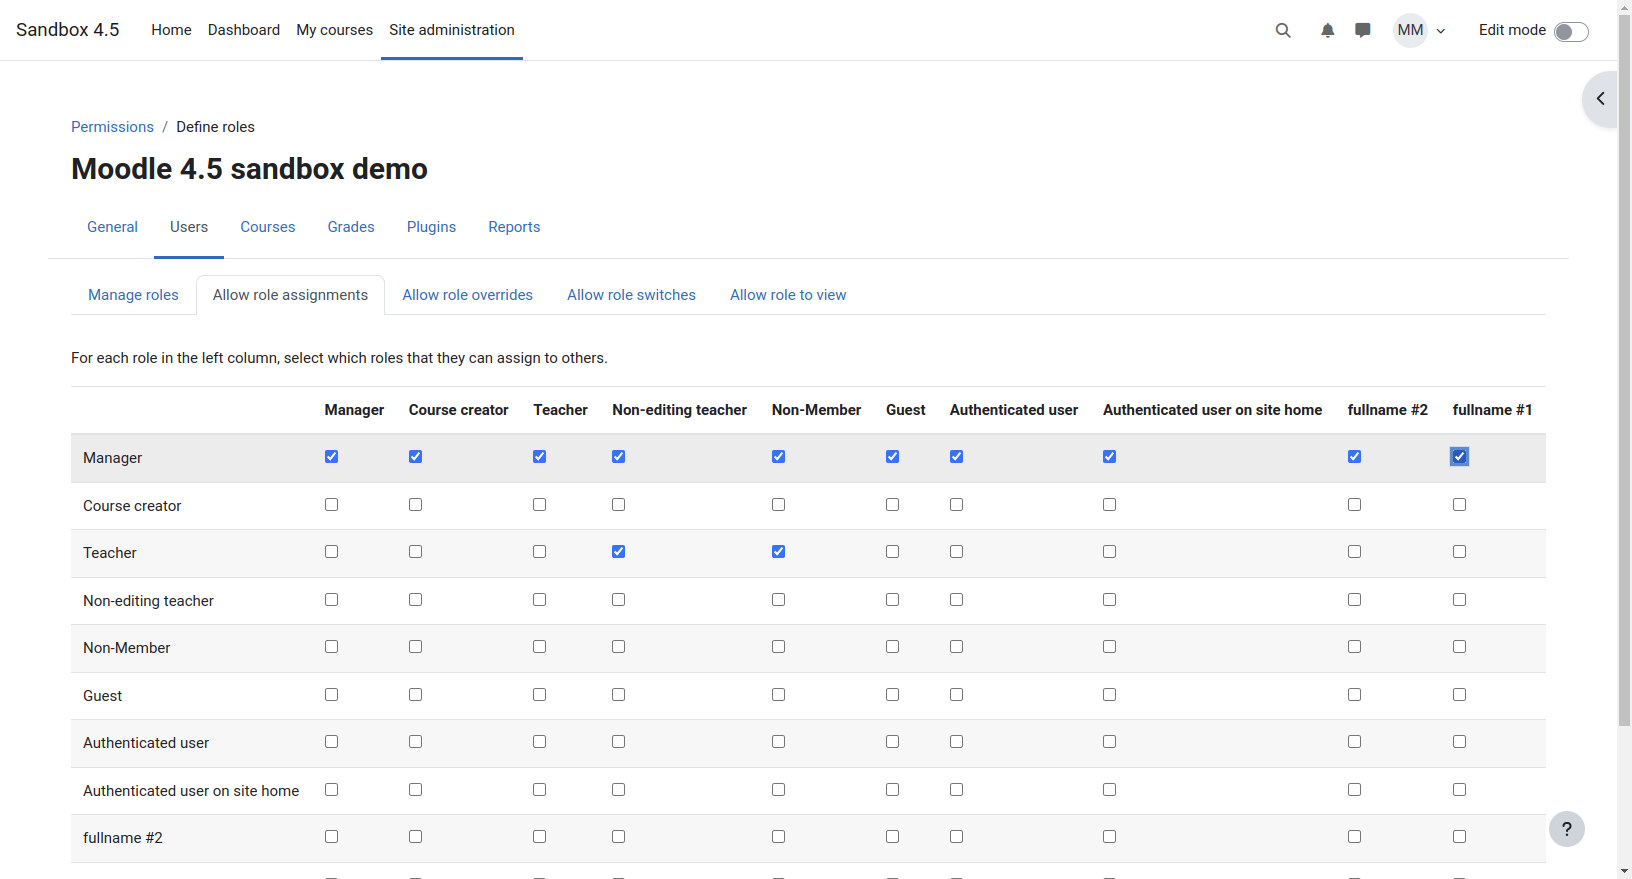 Sandbox 4.5 Home Dashboard My courses Site administration MM Edit mode
Permissions / Define roles
Moodle 4.5 sandbox demo
General Users Courses Grades Plugins Reports
Manage roles Allow role assignments Allow role overrides Allow role switches Allow role to view
For each role in the left column, select which roles that they can assign to others.
Manager Course creator Teacher Non-editing teacher Non-Member Guest Authenticated user Authenticated user on site home fullname #2 fullname #1
Manager
Course creator
Teacher
Non-editing teacher
Non-Member
Guest
Authenticated user
Authenticated user on site home
fullname #2
?